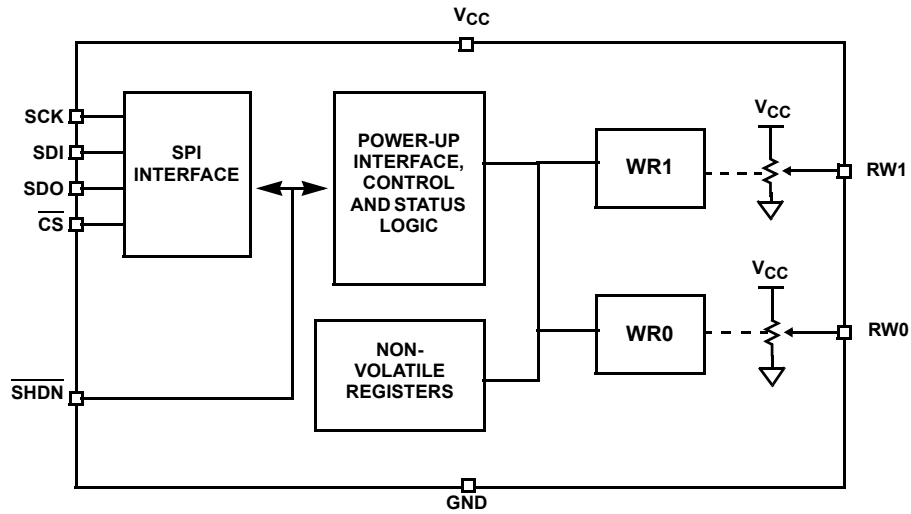 VCC
SCK
SDI
SDO
CS
SHDN
SPI
INTERFACE
POWER-UP
INTERFACE,
CONTROL
AND STATUS
LOGIC
NON-
VOLATILE
REGISTERS
WR1
VCC
RW1
WR0
VCC
RW0
GND